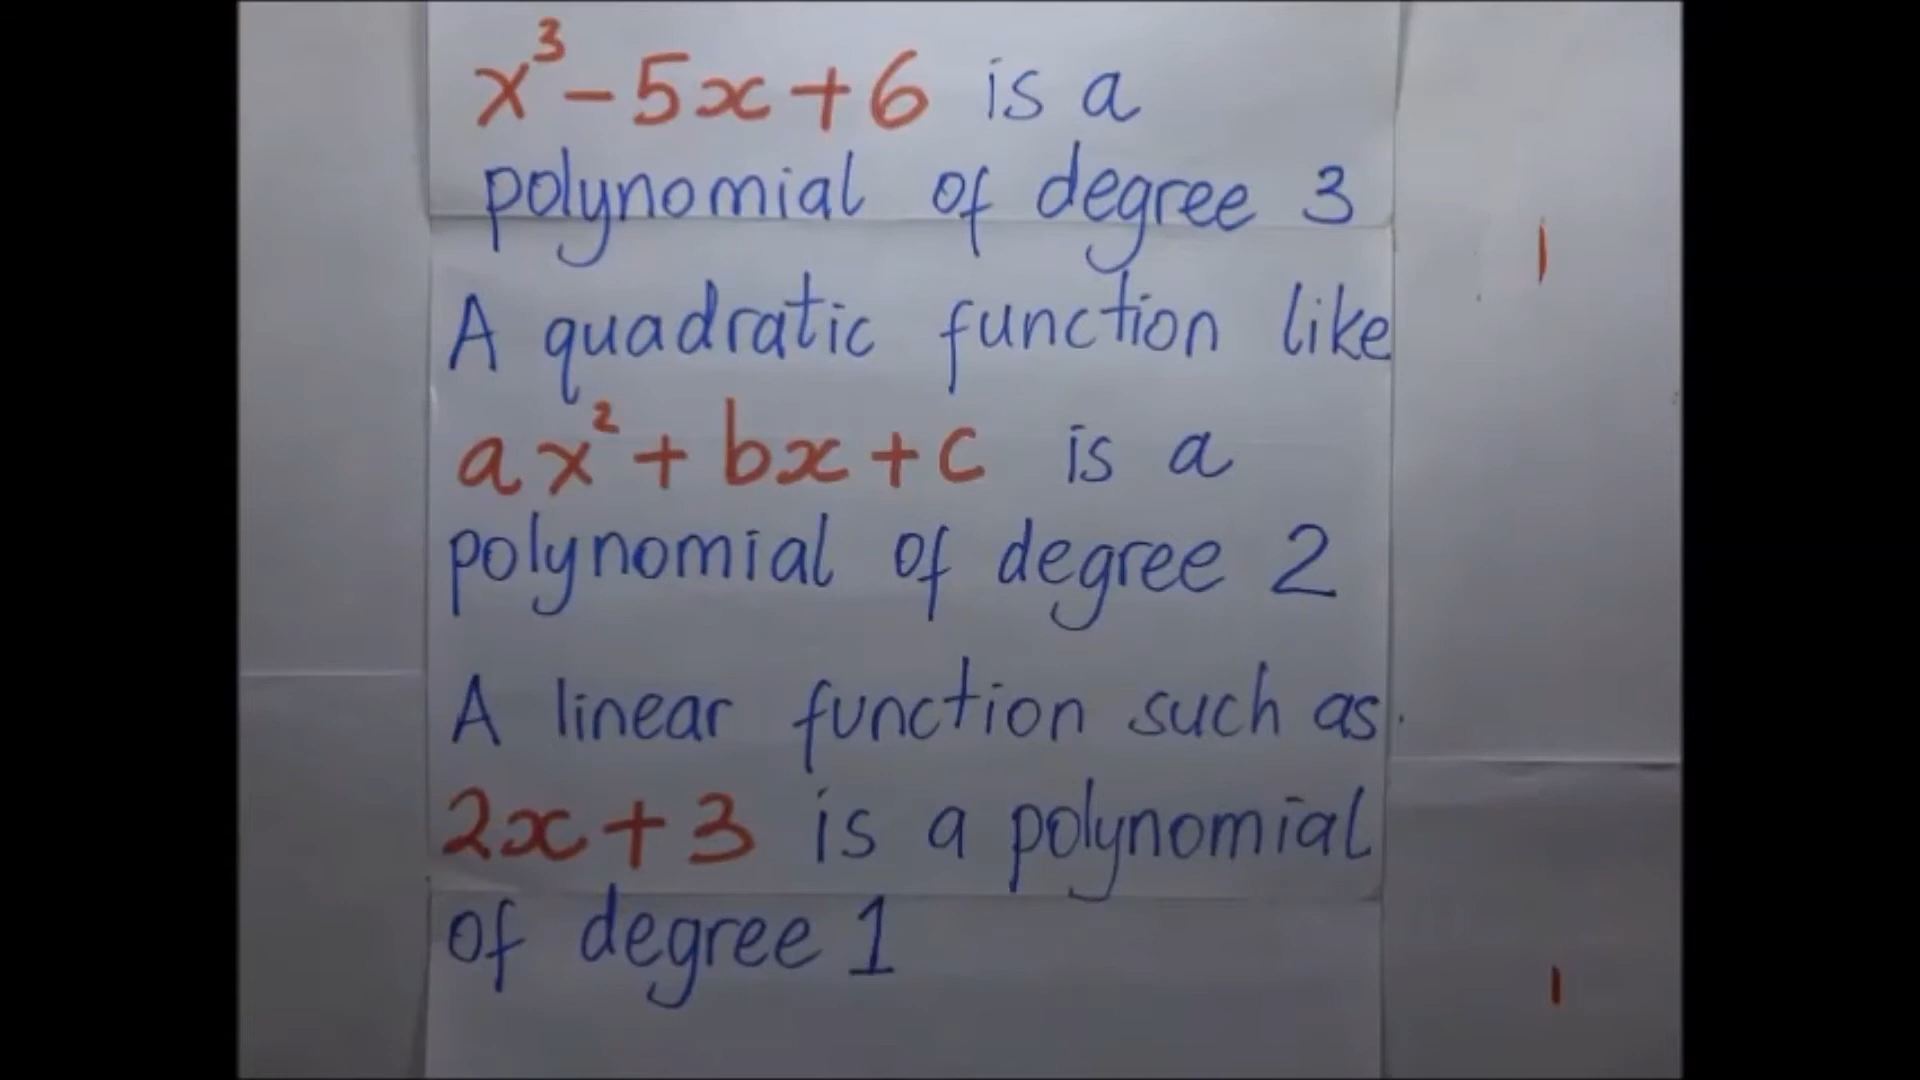 x³ - 5x + 6 is a
polynomial of degree 3
A quadratic function like
ax² + bx + c is a
polynomial of degree 2
A linear function such as
2x + 3 is a polynomial
of degree 1